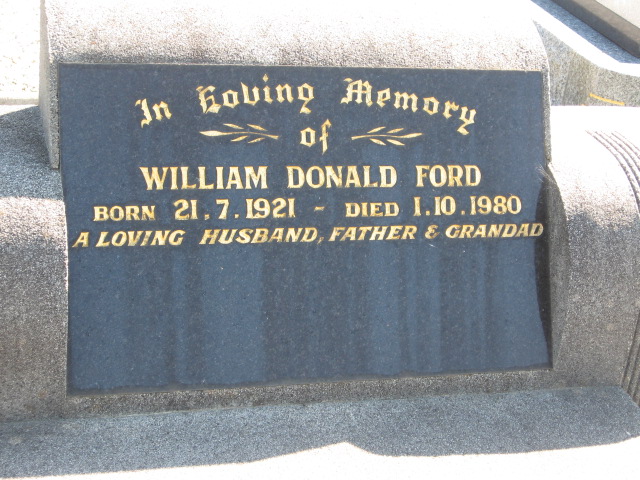 In Loving Memory
of
WILLIAM DONALD FORD
BORN 21.7.1921 - DIED 1.10.1980
A LOVING HUSBAND, FATHER & GRANDAD